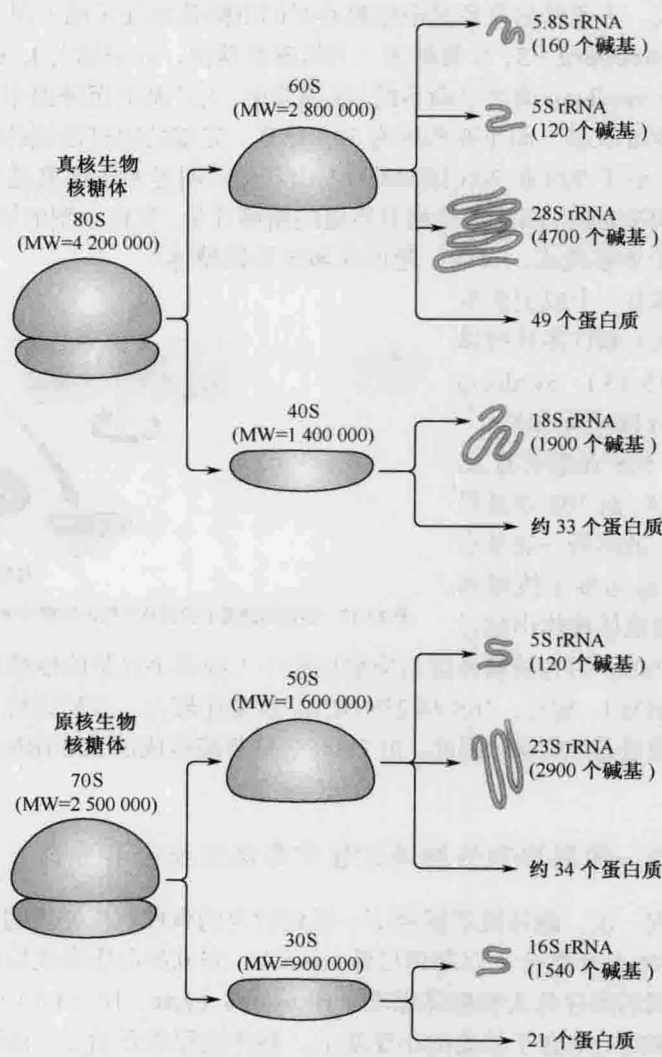 真核生物
核糖体
80S
(MW=4 200 000)
60S
(MW=2 800 000)
5.8S rRNA
(160 个碱基)
5S rRNA
(120 个碱基)
28S rRNA
(4700 个碱基)
49 个蛋白质
40S
(MW=1 400 000)
18S rRNA
(1900 个碱基)
约 33 个蛋白质
原核生物
核糖体
70S
(MW=2 500 000)
50S
(MW=1 600 000)
5S rRNA
(120 个碱基)
23S rRNA
(2900 个碱基)
约 34 个蛋白质
30S
(MW=900 000)
16S rRNA
(1540 个碱基)
21 个蛋白质